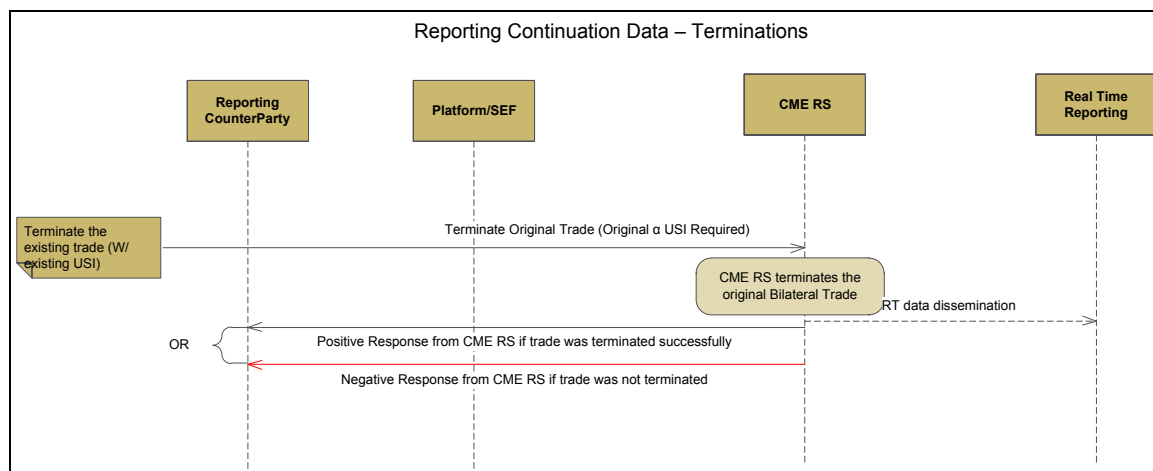 Reporting Continuation Data – Terminations
Reporting
CounterParty
Platform/SEF
CME RS
Real Time
Reporting
Terminate the
existing trade (W/
existing USI)
Terminate Original Trade (Original α USI Required)
CME RS terminates the
original Bilateral Trade
RT data dissemination
OR
Positive Response from CME RS if trade was terminated successfully
Negative Response from CME RS if trade was not terminated